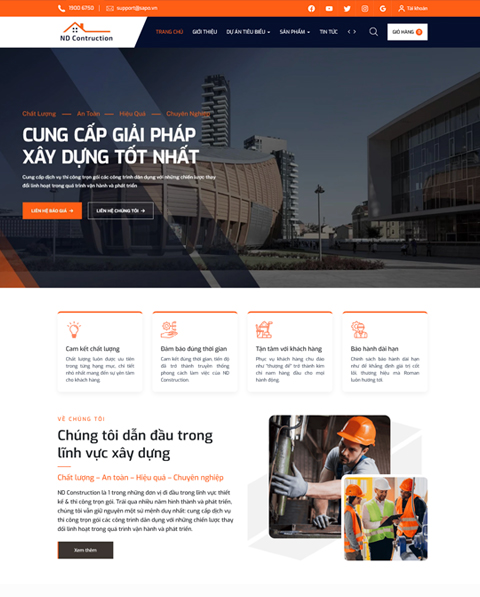 1900 6750 | support@sapo.vn
Tài khoản
ND Contruction
TRANG CHỦ GIỚI THIỆU DỰ ÁN TIÊU BIỂU SẢN PHẨM TIN TỨC
GIỎ HÀNG 0
Chất Lượng — An Toàn — Hiệu Quả — Chuyên Nghiệp
CUNG CẤP GIẢI PHÁP
XÂY DỰNG TỐT NHẤT
Cung cấp dịch vụ thi công trọn gói các công trình dân dụng với những chiến lược thay
đổi linh hoạt trong quá trình vận hành và phát triển
LIÊN HỆ BÁO GIÁ → LIÊN HỆ CHÚNG TÔI →
Cam kết chất lượng
Chất lượng luôn được ưu tiên
trong từng hạng mục, chi tiết
nhỏ nhất mang đến sự yên tâm
cho khách hàng.
Đảm bảo đúng thời gian
Cam kết đúng thời gian, tiến độ
đã trở thành truyền thống
phong cách làm việc của ND
Construction.
Tận tâm với khách hàng
Phục vụ khách hàng chu đáo
như "thượng đế" trở thành kim
chỉ nam hàng đầu cho mọi
hành động.
Bảo hành dài hạn
Chính sách bảo hành dài hạn
như để khẳng định giá trị cốt
lõi, thương hiệu mà Roman
luôn hướng tới.
VỀ CHÚNG TÔI
Chúng tôi dẫn đầu trong
lĩnh vực xây dựng
Chất lượng – An toàn – Hiệu quả – Chuyên nghiệp
ND Construction là 1 trong những đơn vị đi đầu trong lĩnh vực thiết
kế & thi công trọn gói. Trải qua nhiều năm hình thành và phát triển,
chúng tôi vẫn giữ nguyên một sứ mệnh duy nhất: cung cấp dịch vụ
thi công trọn gói các công trình dân dụng với những chiến lược thay
đổi linh hoạt trong quá trình vận hành và phát triển.
Xem thêm